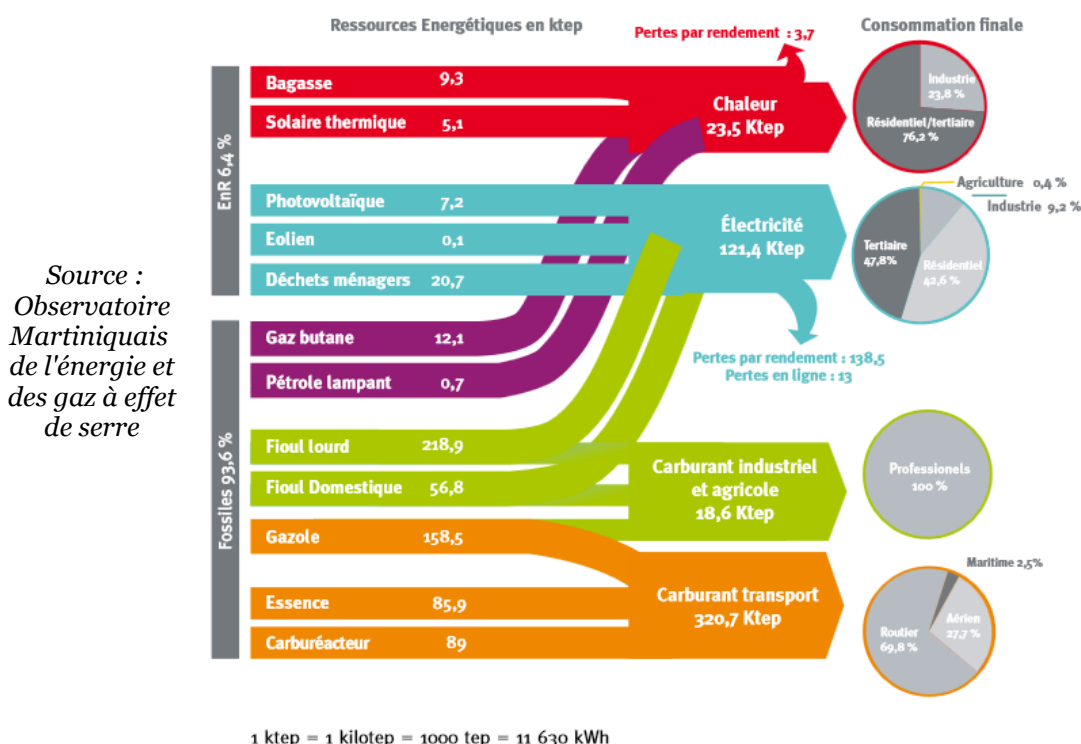 Ressources Energétiques en ktep
Pertes par rendement : 3,7
Consommation finale
EnR 6,4 %
Bagasse 9,3
Solaire thermique 5,1
Chaleur
23,5 Ktep
Industrie
23,8 %
Résidentiel/tertiaire
76,2 %
Photovoltaïque 7,2
Eolien 0,1
Déchets ménagers 20,7
Électricité
121,4 Ktep
Agriculture 0,4 %
Industrie 9,2 %
Tertiaire
47,8%
Résidentiel
42,6 %
Pertes par rendement : 138,5
Pertes en ligne : 13
Source :
Observatoire
Martiniquais
de l'énergie et
des gaz à effet
de serre
Fossiles 93,6 %
Gaz butane 12,1
Pétrole lampant 0,7
Fioul lourd 218,9
Fioul Domestique 56,8
Carburant industriel
et agricole
18,6 Ktep
Professionels
100 %
Gazole 158,5
Essence 85,9
Carburéacteur 89
Carburant transport
320,7 Ktep
Maritime 2,5%
Aérien
27,7 %
Routier
69,8 %
1 ktep = 1 kilotep = 1000 tep = 11 630 kWh